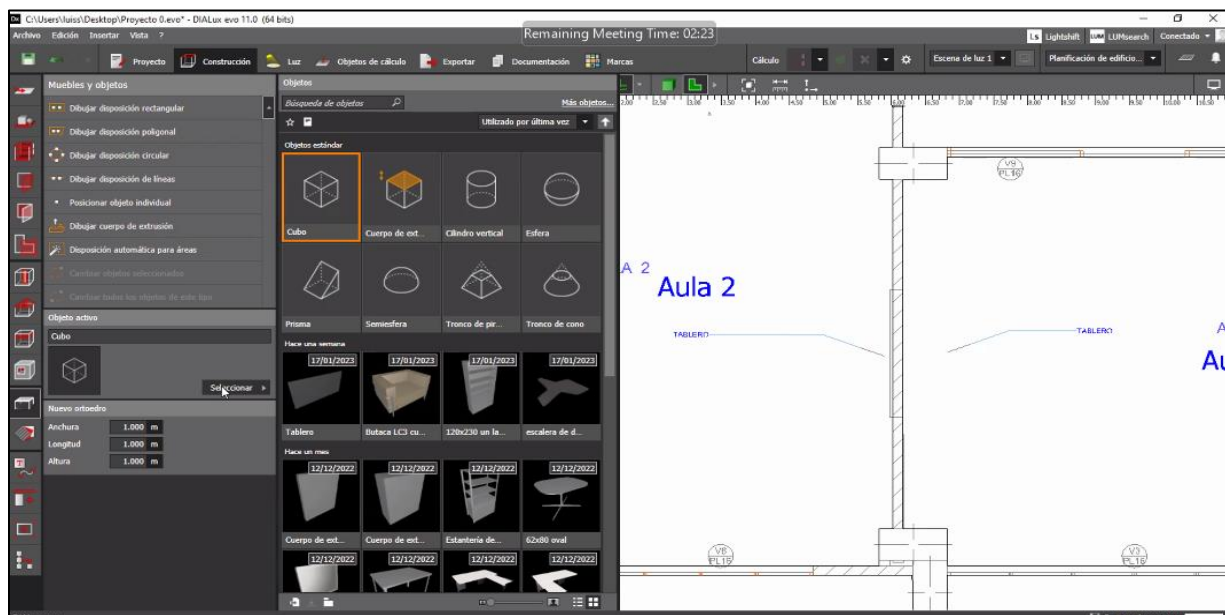 C:\Users\luiss\Desktop\Proyecto 0.evo* - DIALux evo 11.0 (64 bits)
Archivo Edición Insertar Vista ?
Remaining Meeting Time: 02:23
Ls Lightshift LUM LUMsearch Conectado
Proyecto Construcción Luz Objetos de cálculo Exportar Documentación Marcas Cálculo Escena de luz 1 Planificación de edificio...
Muebles y objetos
Dibujar disposición rectangular
Dibujar disposición poligonal
Dibujar disposición circular
Dibujar disposición de líneas
Posicionar objeto individual
Dibujar cuerpo de extrusión
Disposición automática para áreas
Cambiar objetos seleccionados
Cambiar todos los objetos de este tipo
Objeto activo
Cubo
Seleccionar
Nuevo ortoedro
Anchura 1.000 m
Longitud 1.000 m
Altura 1.000 m
Objetos
Búsqueda de objetos Más objetos...
Utilizado por última vez
Objetos estándar
Cubo Cuerpo de ext... Cilindro vertical Esfera
Prisma Semiesfera Tronco de pir... Tronco de cono
Hace una semana
17/01/2023 17/01/2023 17/01/2023 17/01/2023
Tablero Butaca LC3 cu... 120x230 un la... escalera de d...
Hace un mes
12/12/2022 12/12/2022 12/12/2022 12/12/2022
Cuerpo de ext... Cuerpo de ext... Estantería de... 62x80 oval
12/12/2022 12/12/2022 12/12/2022 12/12/2022
V9
PL16
A 2
Aula 2
TABLERO
TABLERO
A
Au
V8
PL16
V3
PL16